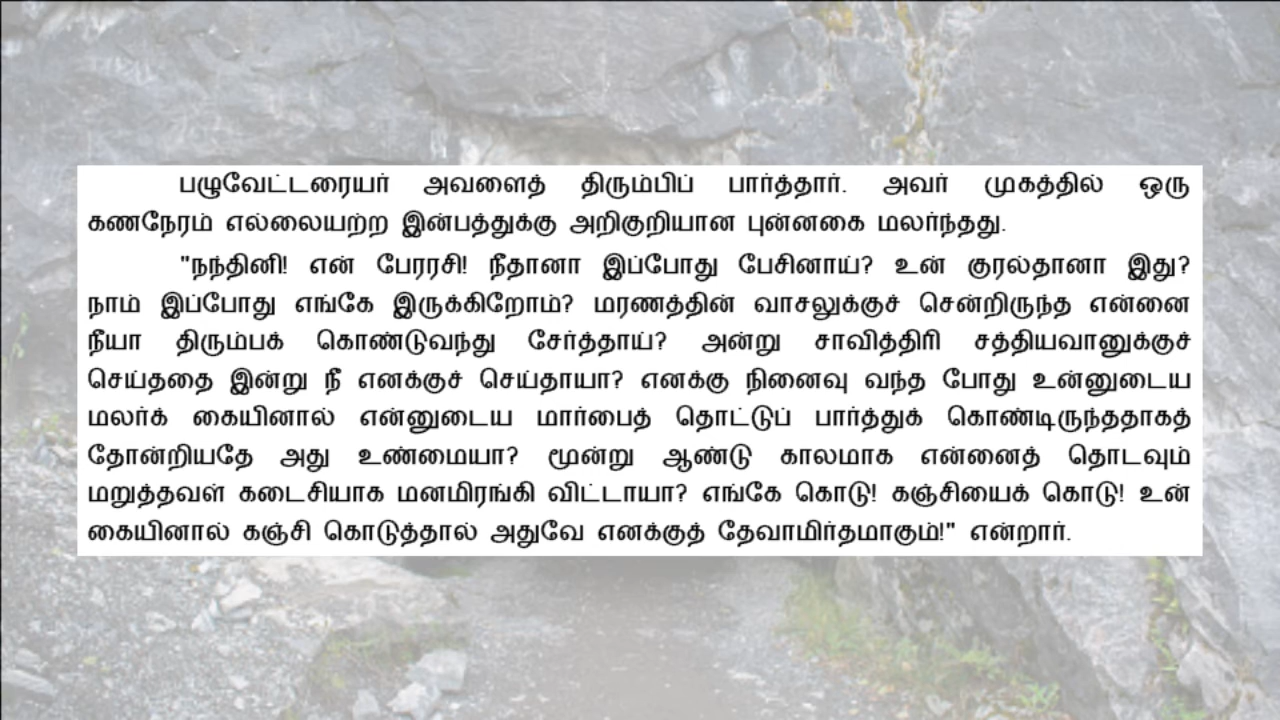 பழுவேட்டரையர் அவளைத் திரும்பிப் பார்த்தார். அவர் முகத்தில் ஒரு
கணநேரம் எல்லையற்ற இன்பத்துக்கு அறிகுறியான புன்னகை மலர்ந்தது.
"நந்தினி! என் பேரரசி! நீதானா இப்போது பேசினாய்? உன் குரல்தானா இது?
நாம் இப்போது எங்கே இருக்கிறோம்? மரணத்தின் வாசலுக்குச் சென்றிருந்த என்னை
நீயா திரும்பக் கொண்டுவந்து சேர்த்தாய்? அன்று சாவித்திரி சத்தியவானுக்குச்
செய்ததை இன்று நீ எனக்குச் செய்தாயா? எனக்கு நினைவு வந்த போது உன்னுடைய
மலர்க் கையினால் என்னுடைய மார்பைத் தொட்டுப் பார்த்துக் கொண்டிருந்ததாகத்
தோன்றியதே அது உண்மையா? மூன்று ஆண்டு காலமாக என்னைத் தொடவும்
மறுத்தவள் கடைசியாக மனமிரங்கி விட்டாயா? எங்கே கொடு! கஞ்சியைக் கொடு! உன்
கையினால் கஞ்சி கொடுத்தால் அதுவே எனக்குத் தேவாமிர்தமாகும்!" என்றார்.